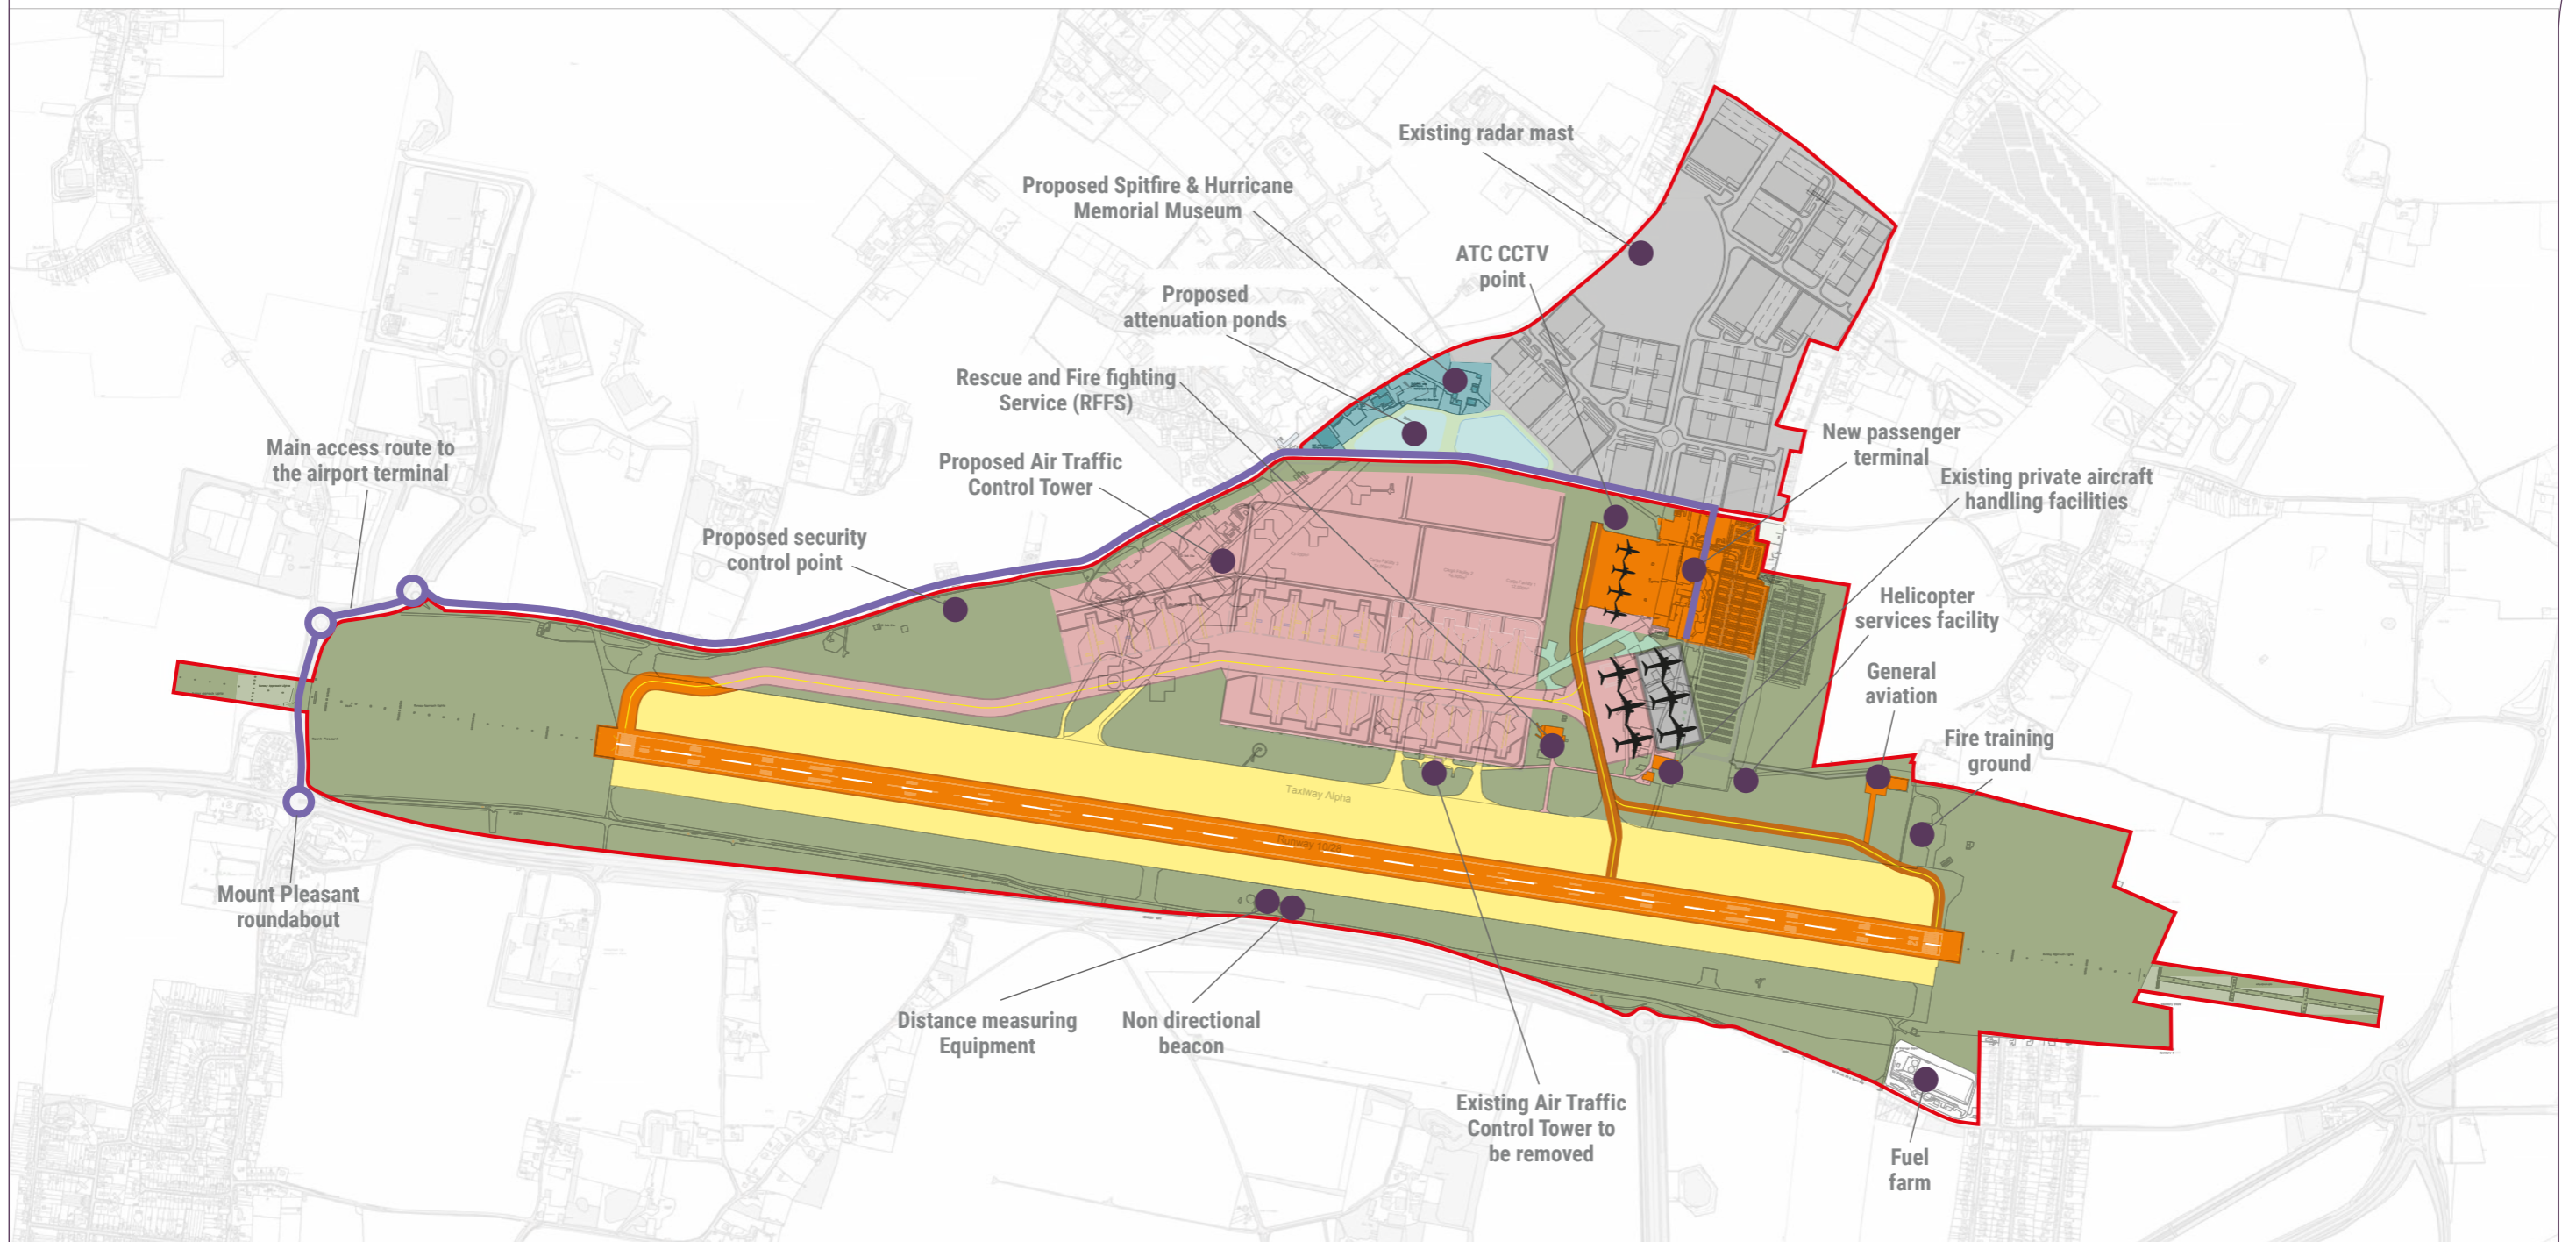 Existing radar mast
Proposed Spitfire & Hurricane
Memorial Museum
ATC CCTV
point
Proposed
attenuation ponds
Rescue and Fire fighting
Service (RFFS)
Main access route to
the airport terminal
Proposed Air Traffic
Control Tower
New passenger
terminal
Existing private aircraft
handling facilities
Proposed security
control point
Helicopter
services facility
General
aviation
Fire training
ground
Taxiway Alpha
Runway 10/28
Mount Pleasant
roundabout
Distance measuring
Equipment
Non directional
beacon
Existing Air Traffic
Control Tower to
be removed
Fuel
farm